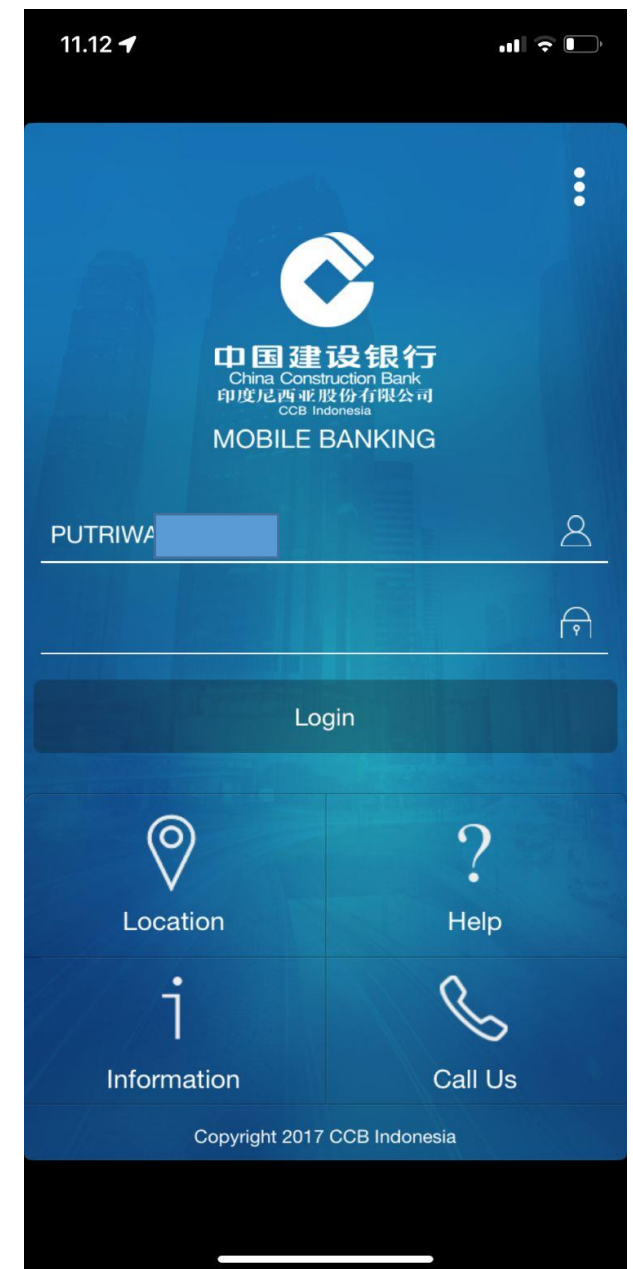 11.12
中国建设银行
China Construction Bank
印度尼西亚股份有限公司
CCB Indonesia
MOBILE BANKING
PUTRIWA
Login
Location
Help
Information
Call Us
Copyright 2017 CCB Indonesia